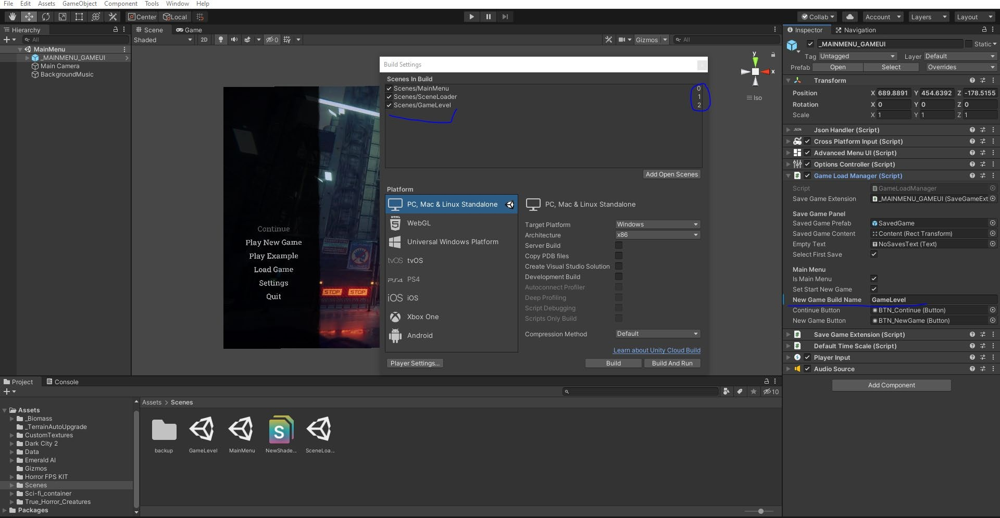 File Edit Assets GameObject Component Tools Window Help
Center Local
Collab Account Layers Layout
Hierarchy
All
MainMenu
_MAINMENU_GAMEUI
Main Camera
BackgroundMusic
Scene Game
Shaded 2D 0 Gizmos All
y
x
Iso
Continue
Play New Game
Play Example
Load Game
Settings
Quit
STOP STOP
Build Settings
Scenes In Build
Scenes/MainMenu 0
Scenes/SceneLoader 1
Scenes/GameLevel 2
Add Open Scenes
Platform
PC, Mac & Linux Standalone
HTML 5 WebGL
Universal Windows Platform
tvOS tvOS
PS4 PS4
iOS iOS
Xbox One
Android
PC, Mac & Linux Standalone
Target Platform Windows
Architecture x86
Server Build
Copy PDB files
Create Visual Studio Solution
Development Build
Autoconnect Profiler
Deep Profiling
Script Debugging
Scripts Only Build
Compression Method Default
Learn about Unity Cloud Build
Player Settings... Build Build And Run
Inspector Navigation
_MAINMENU_GAMEUI Static
Tag Untagged Layer Default
Prefab Open Select Overrides
Transform
Position X 689.8891 Y 454.6392 Z -178.5155
Rotation X 0 Y 0 Z 0
Scale X 1 Y 1 Z 1
JSON Json Handler (Script)
Cross Platform Input (Script)
Advanced Menu UI (Script)
Options Controller (Script)
# Game Load Manager (Script)
Script GameLoadManager
Save Game Extension _MAINMENU_GAMEUI (SaveGameExt
Save Game Panel
Saved Game Prefab SavedGame
Saved Game Content Content (Rect Transform)
Empty Text NoSavesText (Text)
Select First Save
Main Menu
Is Main Menu
Set Start New Game
New Game Build Name GameLevel
Continue Button BTN_Continue (Button)
New Game Button BTN_NewGame (Button)
# Save Game Extension (Script)
# Default Time Scale (Script)
Player Input
Audio Source
Add Component
Project Console
10
Assets
_Biomass
_TerrainAutoUpgrade
CustomTextures
Dark City 2
Data
Emerald AI
Gizmos
Horror FPS KIT
Scenes
Sci-fi_container
True_Horror_Creatures
Packages
Assets > Scenes
S
backup GameLevel MainMenu NewShade... SceneLoa...